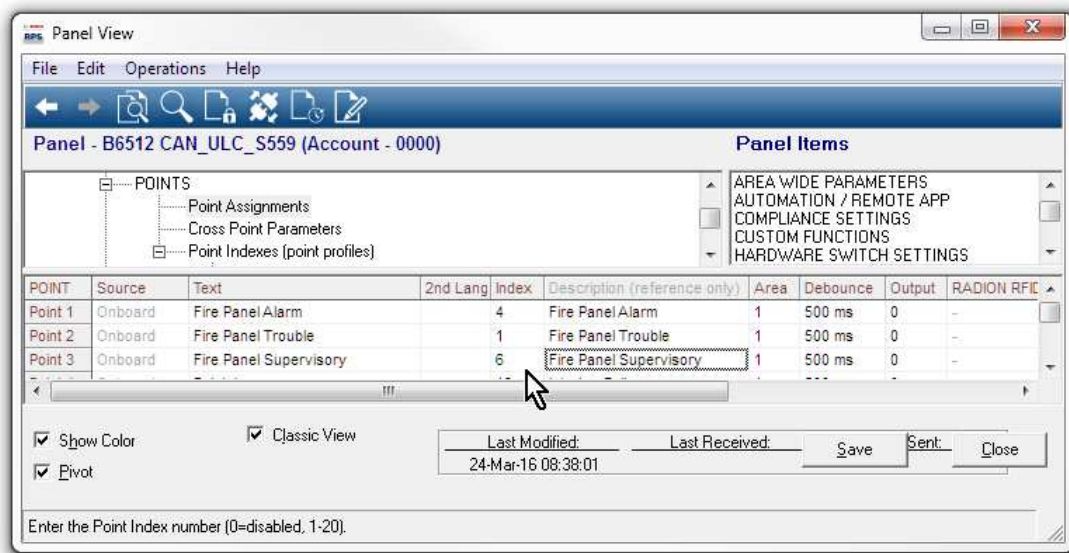 RPS Panel View
File Edit Operations Help
Panel - B6512 CAN_ULC_S559 (Account - 0000)
Panel Items
POINTS
Point Assignments
Cross Point Parameters
Point Indexes (point profiles)
AREA WIDE PARAMETERS
AUTOMATION / REMOTE APP
COMPLIANCE SETTINGS
CUSTOM FUNCTIONS
HARDWARE SWITCH SETTINGS
POINT Source Text 2nd Lang Index Description (reference only) Area Debounce Output RADION RFID
Point 1 Onboard Fire Panel Alarm 4 Fire Panel Alarm 1 500 ms 0 -
Point 2 Onboard Fire Panel Trouble 1 Fire Panel Trouble 1 500 ms 0 -
Point 3 Onboard Fire Panel Supervisory 6 Fire Panel Supervisory 1 500 ms 0 -
Show Color
Classic View
Pivot
Last Modified: Last Received: Sent:
24-Mar-16 08:38:01
Save
Close
Enter the Point Index number (0=disabled, 1-20).